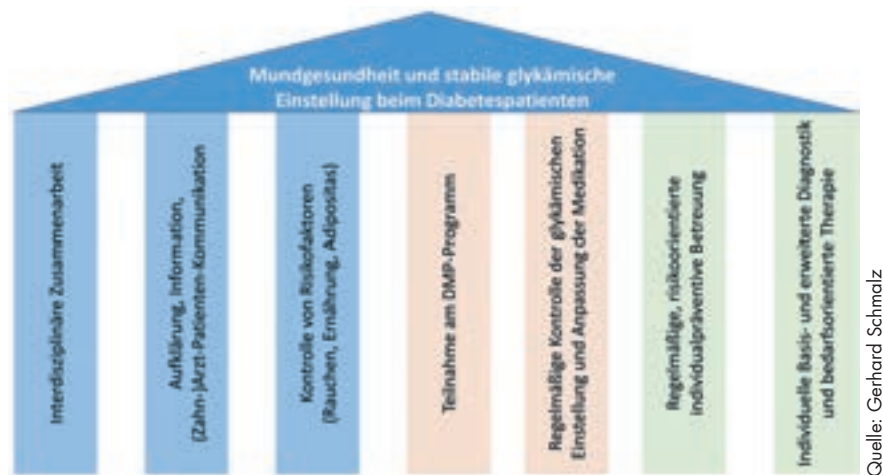 Mundgesundheit und stabile glykämische
Einstellung beim Diabetespatienten
Interdisziplinäre Zusammenarbeit
Aufklärung, Information,
(Zahn-)Arzt-Patienten-Kommunikation
Kontrolle von Risikofaktoren
(Rauchen, Ernährung, Adipositas)
Teilnahme am DMP-Programm
Regelmäßige Kontrolle der glykämischen
Einstellung und Anpassung der Medikation
Regelmäßige, risikoorientierte
individualpräventive Betreuung
Individuelle Basis- und erweiterte Diagnostik
und bedarfsorientierte Therapie
Quelle: Gerhard Schmalz